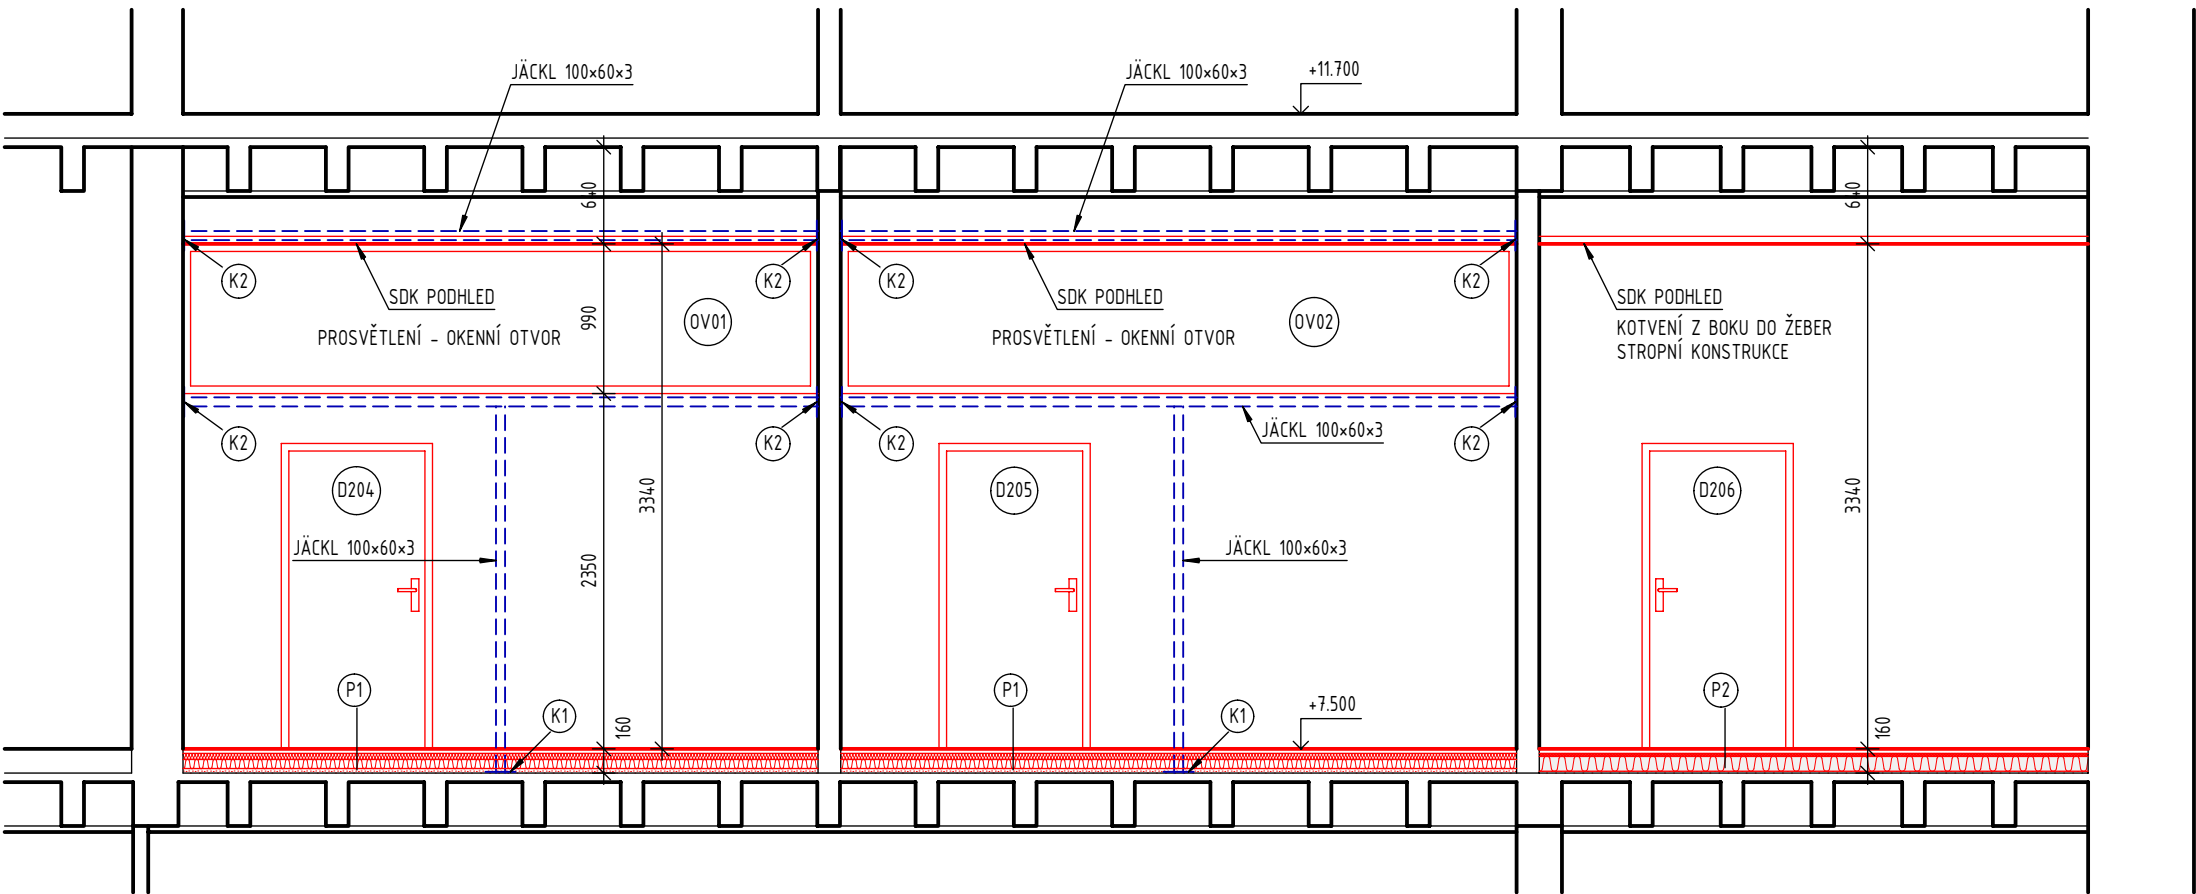 JÄCKL 100×60×3
JÄCKL 100×60×3
+11.700
640
640
K2
K2
K2
K2
SDK PODHLED
SDK PODHLED
SDK PODHLED
990
OV01
OV02
PROSVĚTLENÍ - OKENNÍ OTVOR
PROSVĚTLENÍ - OKENNÍ OTVOR
KOTVENÍ Z BOKU DO ŽEBER
STROPNÍ KONSTRUKCE
K2
K2
K2
JÄCKL 100×60×3
K2
D204
3340
D205
D206
3340
JÄCKL 100×60×3
2350
JÄCKL 100×60×3
P1
P1
P2
K1
160
K1
+7.500
160